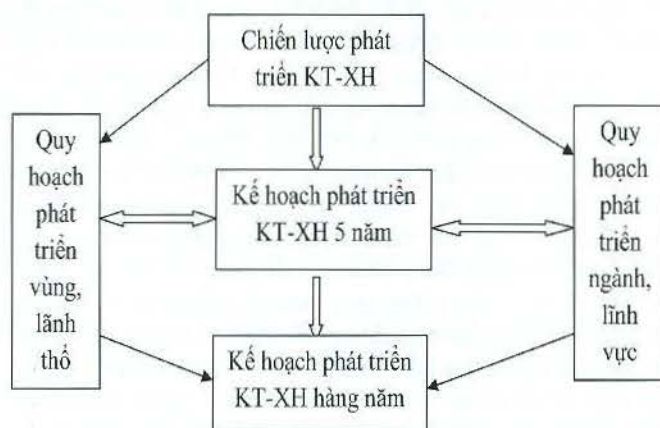 Chiến lược phát
triển KT-XH
Quy
hoạch
phát
triển
vùng,
lãnh
thổ
Kế hoạch phát triển
KT-XH 5 năm
Quy
hoạch
phát
triển
ngành,
lĩnh
vực
Kế hoạch phát triển
KT-XH hàng năm